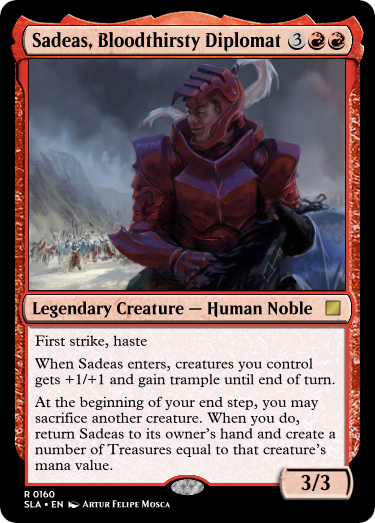 Sadeas, Bloodthirsty Diplomat 3
Legendary Creature — Human Noble
First strike, haste
When Sadeas enters, creatures you control
gets +1/+1 and gain trample until end of turn.
At the beginning of your end step, you may
sacrifice another creature. When you do,
return Sadeas to its owner's hand and create a
number of Treasures equal to that creature's
mana value.
3/3
R 0160
SLA • EN Artur Felipe Mosca